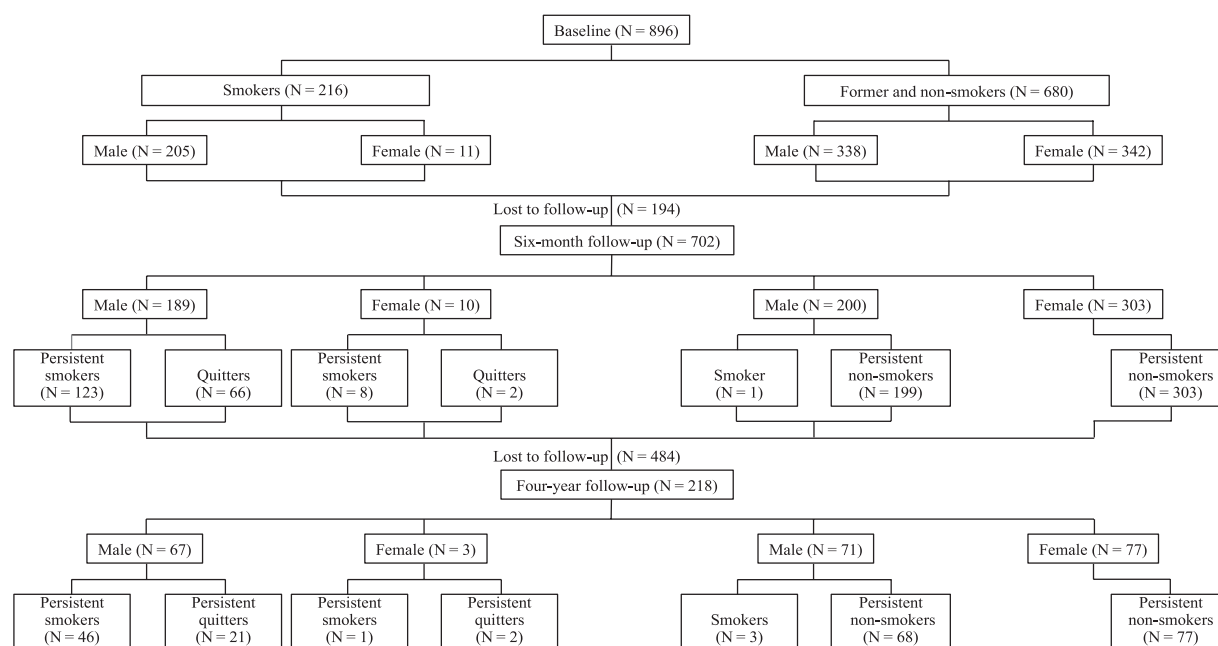 Baseline (N = 896)
Smokers (N = 216)
Former and non-smokers (N = 680)
Male (N = 205)
Female (N = 11)
Male (N = 338)
Female (N = 342)
Lost to follow-up (N = 194)
Six-month follow-up (N = 702)
Male (N = 189)
Female (N = 10)
Male (N = 200)
Female (N = 303)
Persistent
smokers
(N = 123)
Quitters
(N = 66)
Persistent
smokers
(N = 8)
Quitters
(N = 2)
Smoker
(N = 1)
Persistent
non-smokers
(N = 199)
Persistent
non-smokers
(N = 303)
Lost to follow-up (N = 484)
Four-year follow-up (N = 218)
Male (N = 67)
Female (N = 3)
Male (N = 71)
Female (N = 77)
Persistent
smokers
(N = 46)
Persistent
quitters
(N = 21)
Persistent
smokers
(N = 1)
Persistent
quitters
(N = 2)
Smokers
(N = 3)
Persistent
non-smokers
(N = 68)
Persistent
non-smokers
(N = 77)